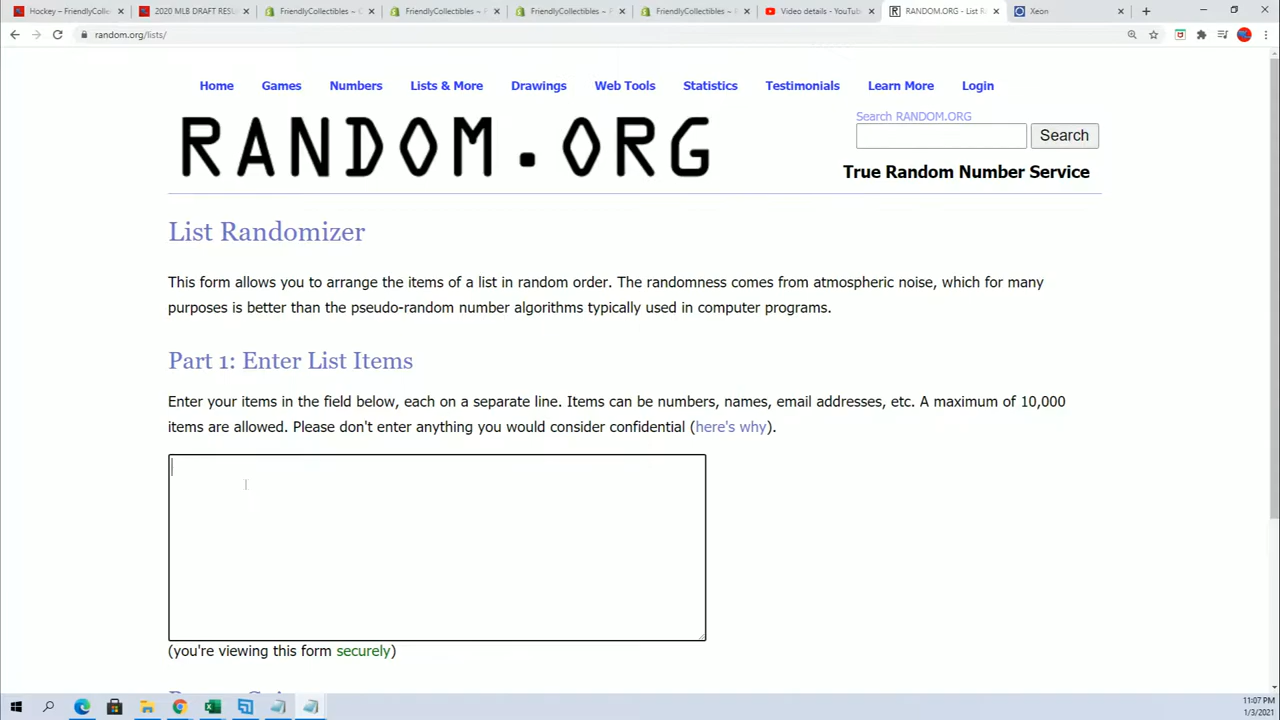 Hockey – FriendlyCollec
2020 MLB DRAFT RESU
FriendlyCollectibles ~
FriendlyCollectibles ~ P
FriendlyCollectibles ~
FriendlyCollectibles ~
Video details - YouTube
RANDOM.ORG - List R
Xeon
random.org/lists/
Home Games Numbers Lists & More Drawings Web Tools Statistics Testimonials Learn More Login
RANDOM.ORG
Search RANDOM.ORG
Search
True Random Number Service
List Randomizer
This form allows you to arrange the items of a list in random order. The randomness comes from atmospheric noise, which for many
purposes is better than the pseudo-random number algorithms typically used in computer programs.
Part 1: Enter List Items
Enter your items in the field below, each on a separate line. Items can be numbers, names, email addresses, etc. A maximum of 10,000
items are allowed. Please don't enter anything you would consider confidential (here's why).
(you're viewing this form securely)
11:07 PM
1/3/2021